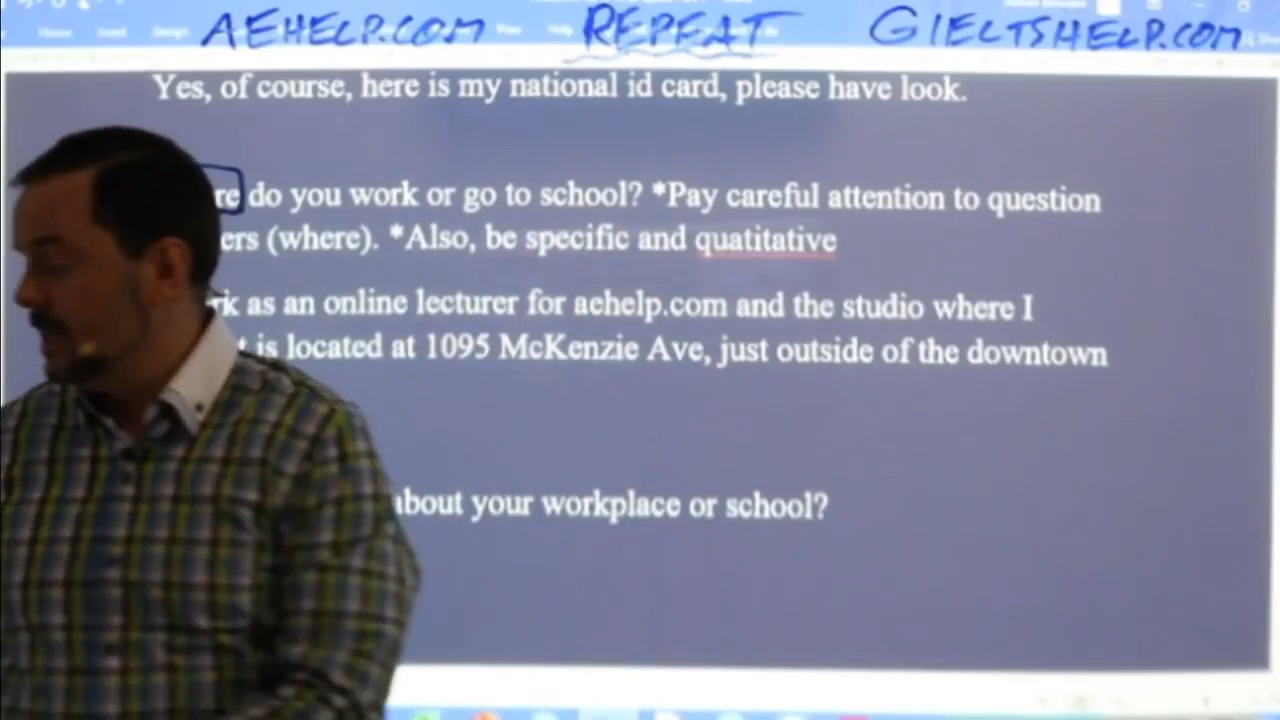 AEHELP.COM REPEAT GIELTSHELP.COM
Yes, of course, here is my national id card, please have look.
re do you work or go to school? *Pay careful attention to question
ers (where). *Also, be specific and quatitative
rk as an online lecturer for aehelp.com and the studio where I
t is located at 1095 McKenzie Ave, just outside of the downtown
about your workplace or school?